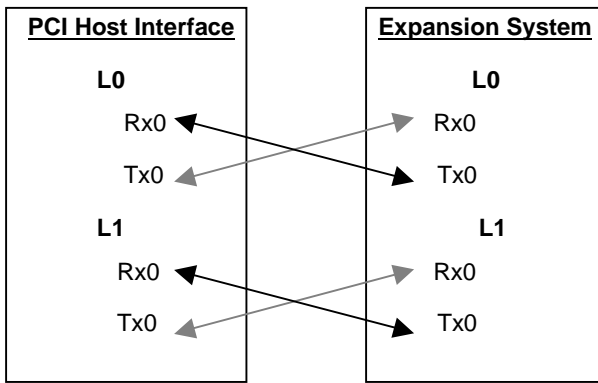 PCI Host Interface
L0
Rx0
Tx0
L1
Rx0
Tx0
Expansion System
L0
Rx0
Tx0
L1
Rx0
Tx0